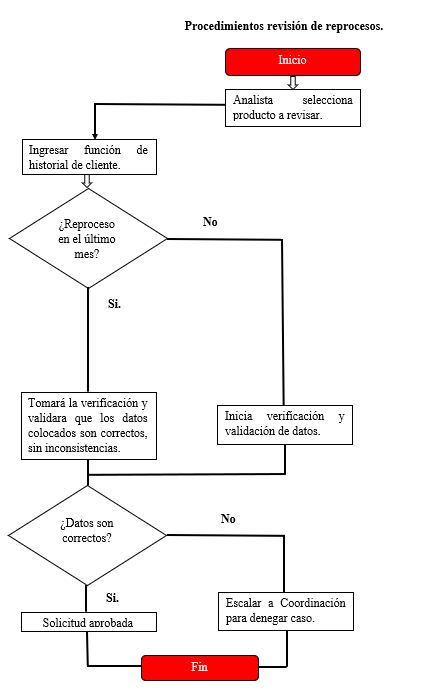 Procedimientos revisión de reprocesos.
Inicio
Analista selecciona
producto a revisar.
Ingresar función de
historial de cliente.
¿Reproceso
en el último
mes?
No
Si.
Tomará la verificación y
validara que los datos
colocados son correctos,
sin inconsistencias.
Inicia verificación y
validación de datos.
¿Datos son
correctos?
No
Si.
Escalar a Coordinación
para denegar caso.
Solicitud aprobada
Fin